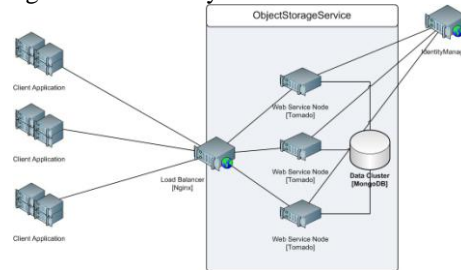 ObjectStorageService
Client Application
Client Application
Client Application
Load Balancer
[Nginx]
Web Service Node
[Tornado]
Web Service Node
[Tornado]
Web Service Node
[Tornado]
Data Cluster
[MongoDB]